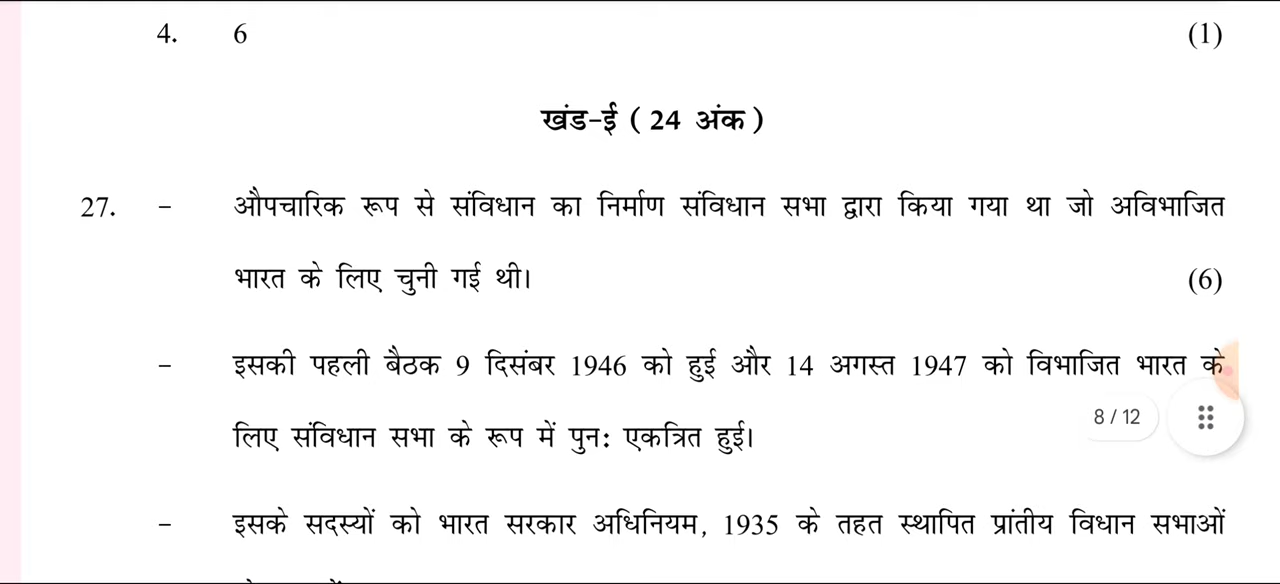 4. 6 (1)
खंड-ई ( 24 अंक )
27. – औपचारिक रूप से संविधान का निर्माण संविधान सभा द्वारा किया गया था जो अविभाजित
भारत के लिए चुनी गई थी। (6)
– इसकी पहली बैठक 9 दिसंबर 1946 को हुई और 14 अगस्त 1947 को विभाजित भारत के
8 / 12
लिए संविधान सभा के रूप में पुन: एकत्रित हुई।
– इसके सदस्यों को भारत सरकार अधिनियम, 1935 के तहत स्थापित प्रांतीय विधान सभाओं